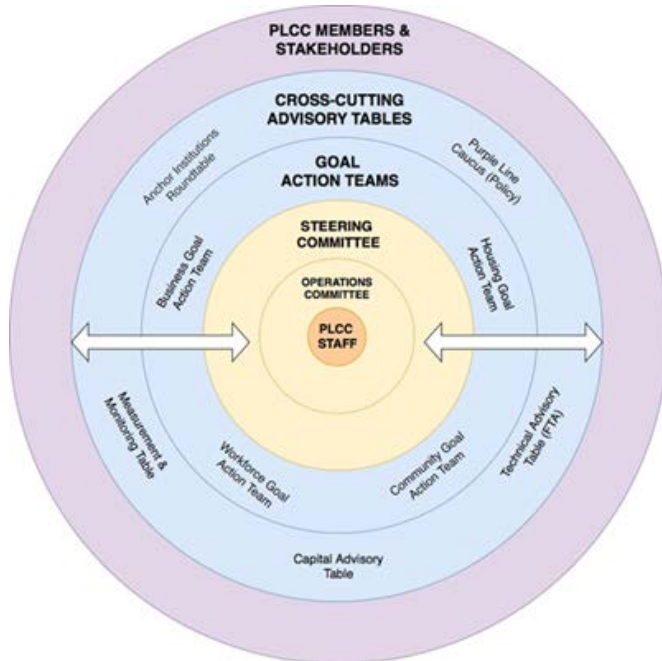 PLCC MEMBERS &
STAKEHOLDERS
CROSS-CUTTING
ADVISORY TABLES
Anchor Institutions
Roundtable
Purple Line
Caucus (Policy)
GOAL
ACTION TEAMS
Business Goal
Action Team
Housing Goal
Action Team
STEERING
COMMITTEE
OPERATIONS
COMMITTEE
PLCC
STAFF
Measurement &
Monitoring Table
Technical Advisory
Table (FTA)
Workforce Goal
Action Team
Community Goal
Action Team
Capital Advisory
Table